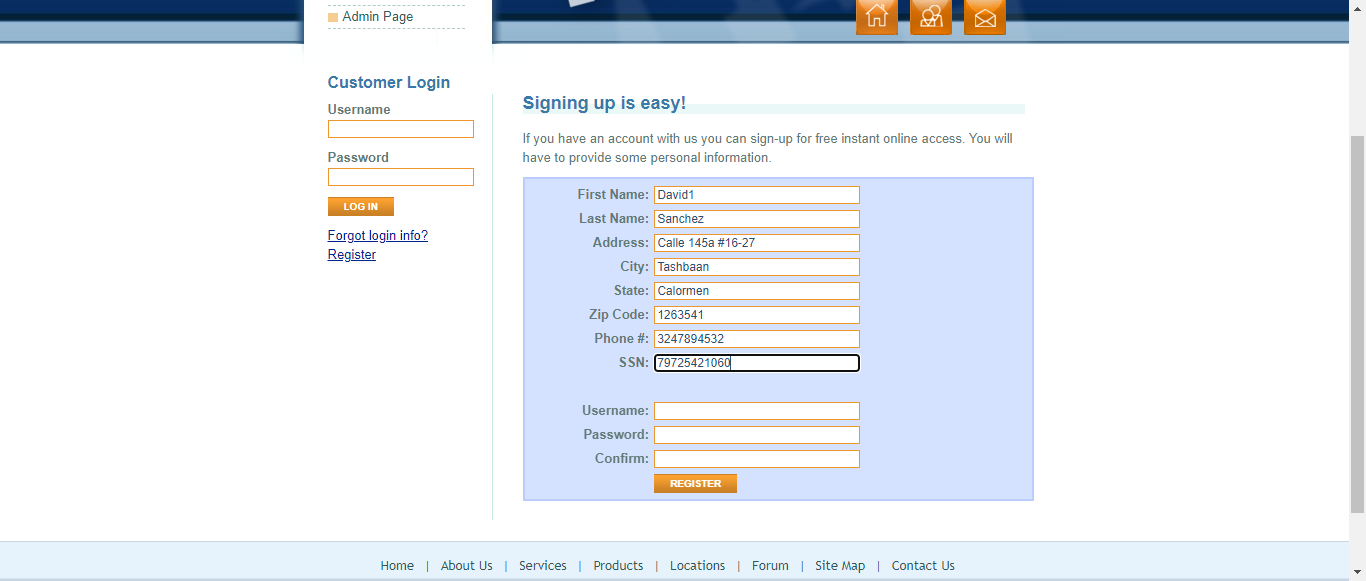 Admin Page
Customer Login
Username
Password
LOG IN
Forgot login info?
Register
Signing up is easy!
If you have an account with us you can sign-up for free instant online access. You will
have to provide some personal information.
First Name: David1
Last Name: Sanchez
Address: Calle 145a #16-27
City: Tashbaan
State: Calormen
Zip Code: 1263541
Phone #: 3247894532
SSN: 79725421060
Username:
Password:
Confirm:
REGISTER
Home | About Us | Services | Products | Locations | Forum | Site Map | Contact Us